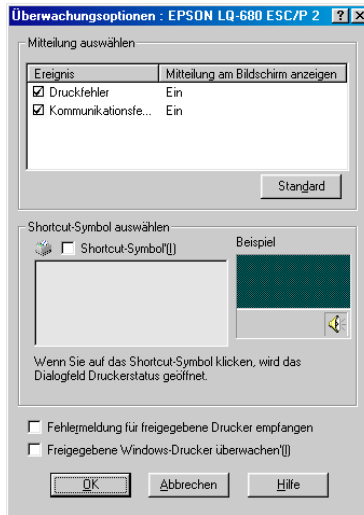 Überwachungsoptionen : EPSON LQ-680 ESC/P 2
Mitteilung auswählen
Ereignis Mitteilung am Bildschirm anzeigen
Druckfehler Ein
Kommunikationsfe... Ein
Standard
Shortcut-Symbol auswählen
Shortcut-Symbol'(I)
Beispiel
Wenn Sie auf das Shortcut-Symbol klicken, wird das
Dialogfeld Druckerstatus geöffnet.
Fehlermeldung für freigegebene Drucker empfangen
Freigegebene Windows-Drucker überwachen'(I)
OK Abbrechen Hilfe